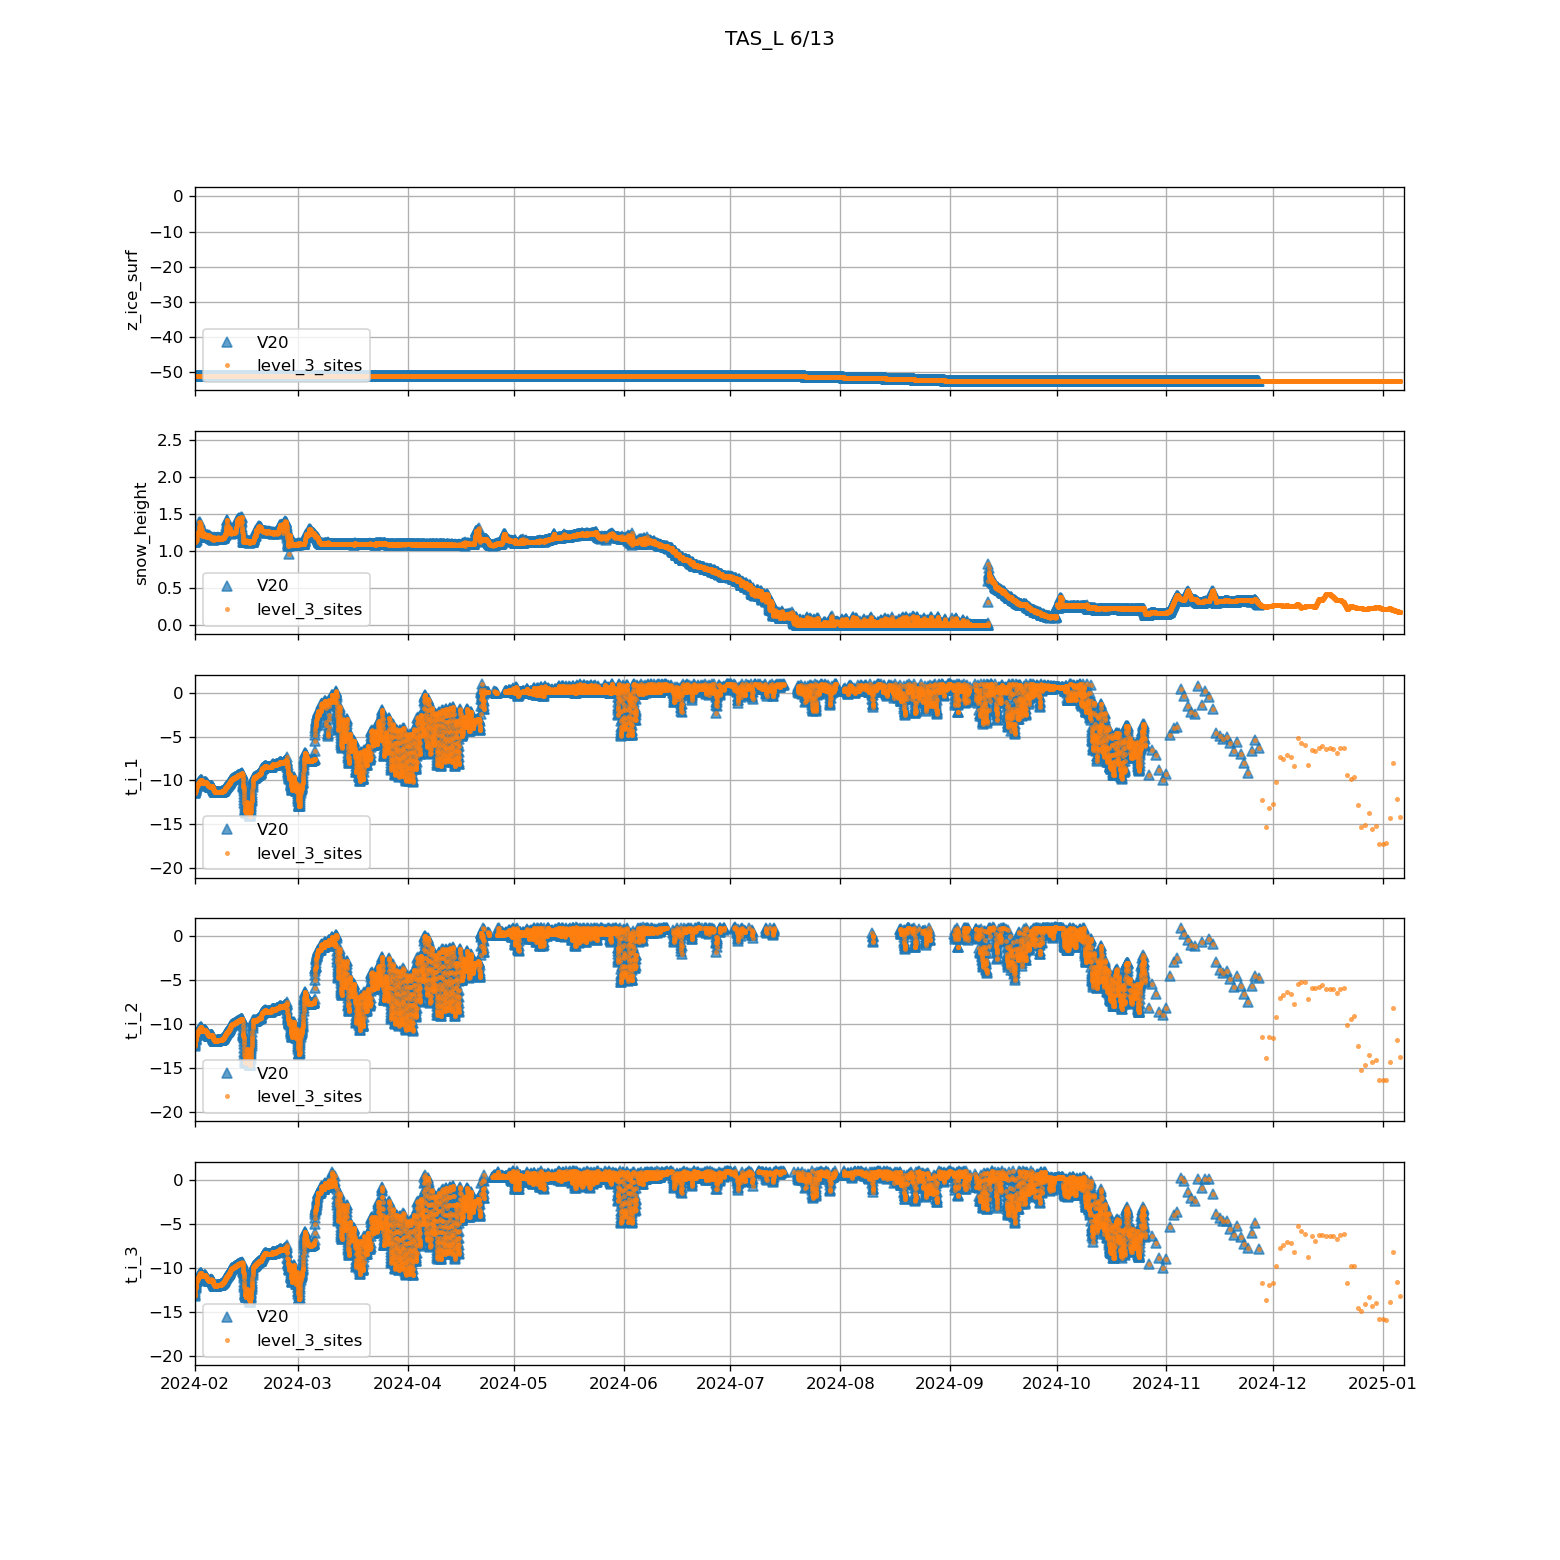 TAS_L 6/13
0
−10
−20
−30
−40
−50
z_ice_surf
V20
level_3_sites
2.5
2.0
1.5
1.0
0.5
0.0
snow_height
V20
level_3_sites
0
−5
−10
−15
−20
t_i_1
V20
level_3_sites
0
−5
−10
−15
−20
t_i_2
V20
level_3_sites
0
−5
−10
−15
−20
t_i_3
V20
level_3_sites
2024-02 2024-03 2024-04 2024-05 2024-06 2024-07 2024-08 2024-09 2024-10 2024-11 2024-12 2025-01